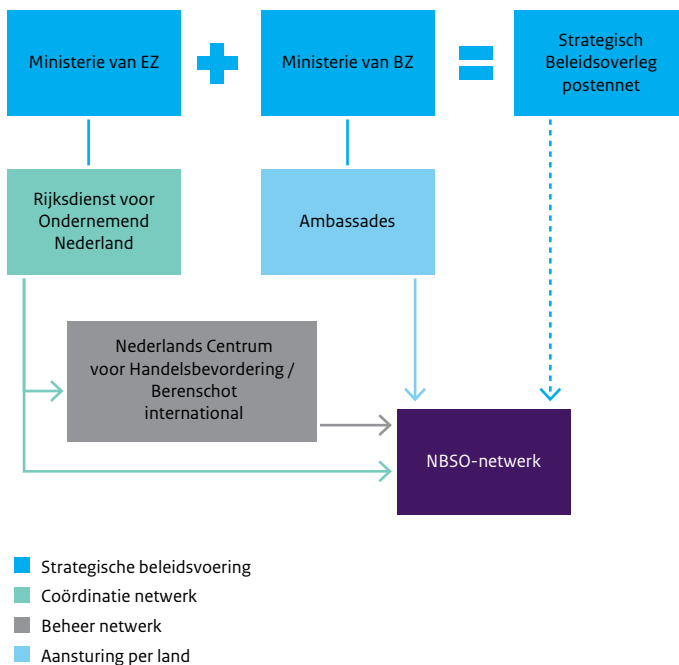 Ministerie van EZ
Ministerie van BZ
Strategisch
Beleidsoverleg
postennet
Rijksdienst voor
Ondernemend
Nederland
Ambassades
Nederlands Centrum
voor Handelsbevordering /
Berenschot
international
NBSO-netwerk
Strategische beleidsvoering
Coördinatie netwerk
Beheer netwerk
Aansturing per land